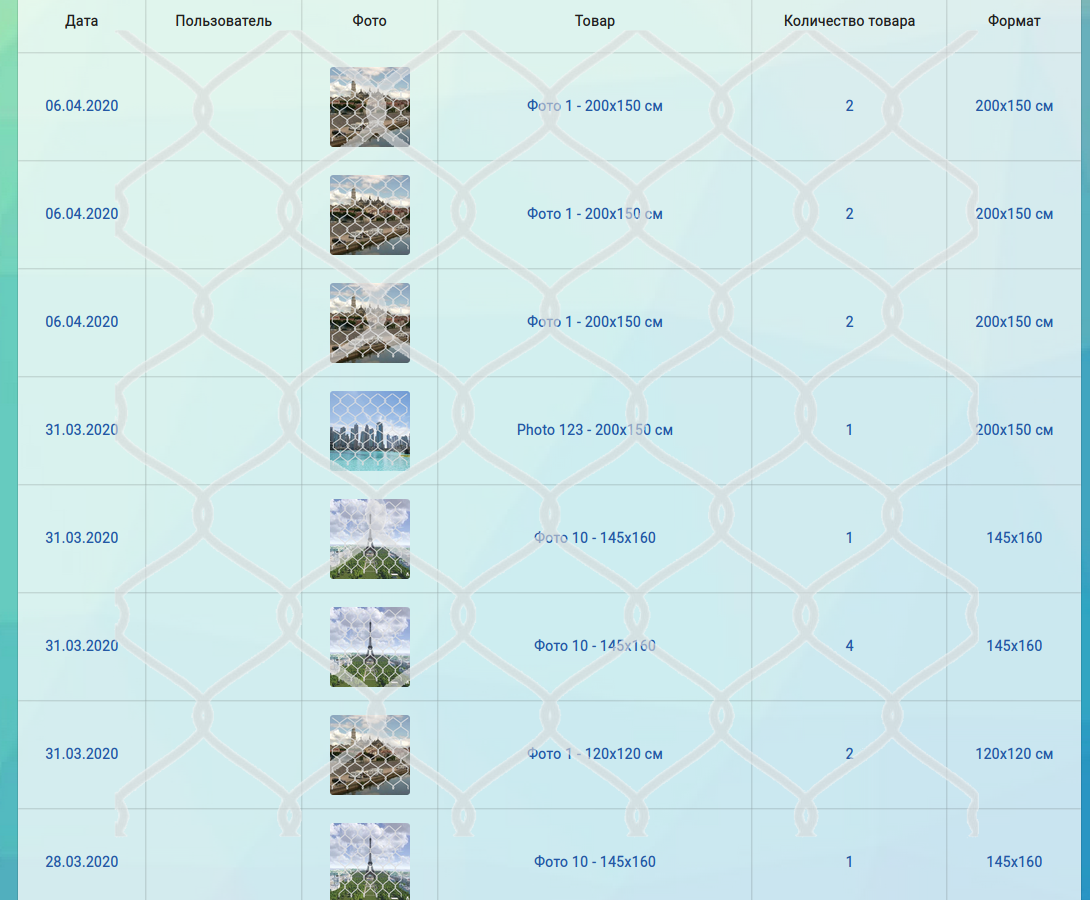 Дата Пользователь Фото Товар Количество товара Формат
06.04.2020 Фото 1 - 200x150 см 2 200x150 см
06.04.2020 Фото 1 - 200x150 см 2 200x150 см
06.04.2020 Фото 1 - 200x150 см 2 200x150 см
31.03.2020 Photo 123 - 200x150 см 1 200x150 см
31.03.2020 Фото 10 - 145x160 1 145x160
31.03.2020 Фото 10 - 145x160 4 145x160
31.03.2020 Фото 1 - 120x120 см 2 120x120 см
28.03.2020 Фото 10 - 145x160 1 145x160